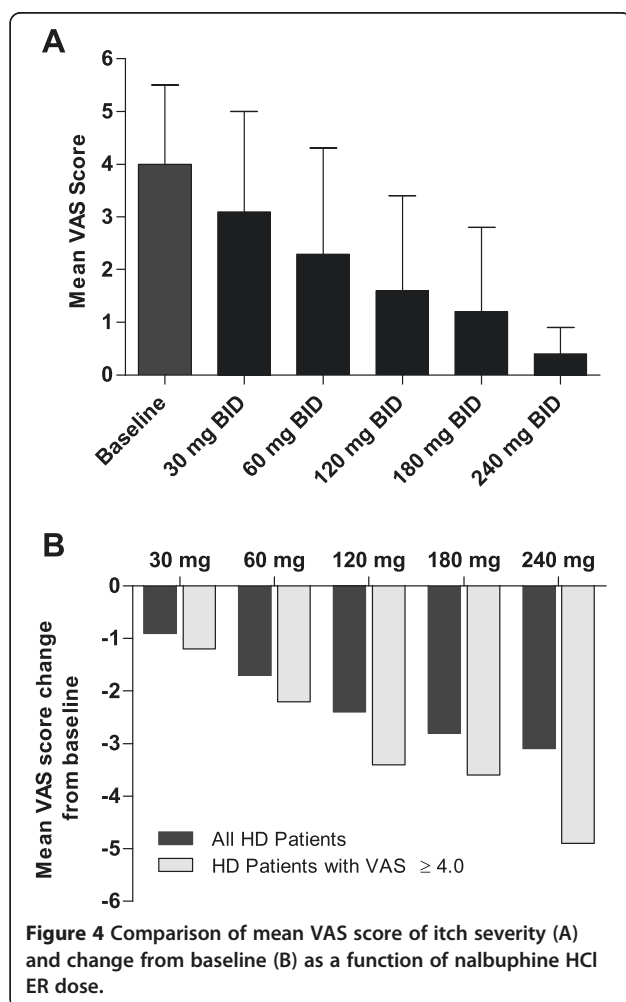 A
Mean VAS Score
6
5
4
3
2
1
0
Baseline
30 mg BID
60 mg BID
120 mg BID
180 mg BID
240 mg BID
B
30 mg 60 mg 120 mg 180 mg 240 mg
Mean VAS score change
from baseline
0
-1
-2
-3
-4
-5
-6
All HD Patients
HD Patients with VAS ≥ 4.0
Figure 4 Comparison of mean VAS score of itch severity (A)
and change from baseline (B) as a function of nalbuphine HCl
ER dose.